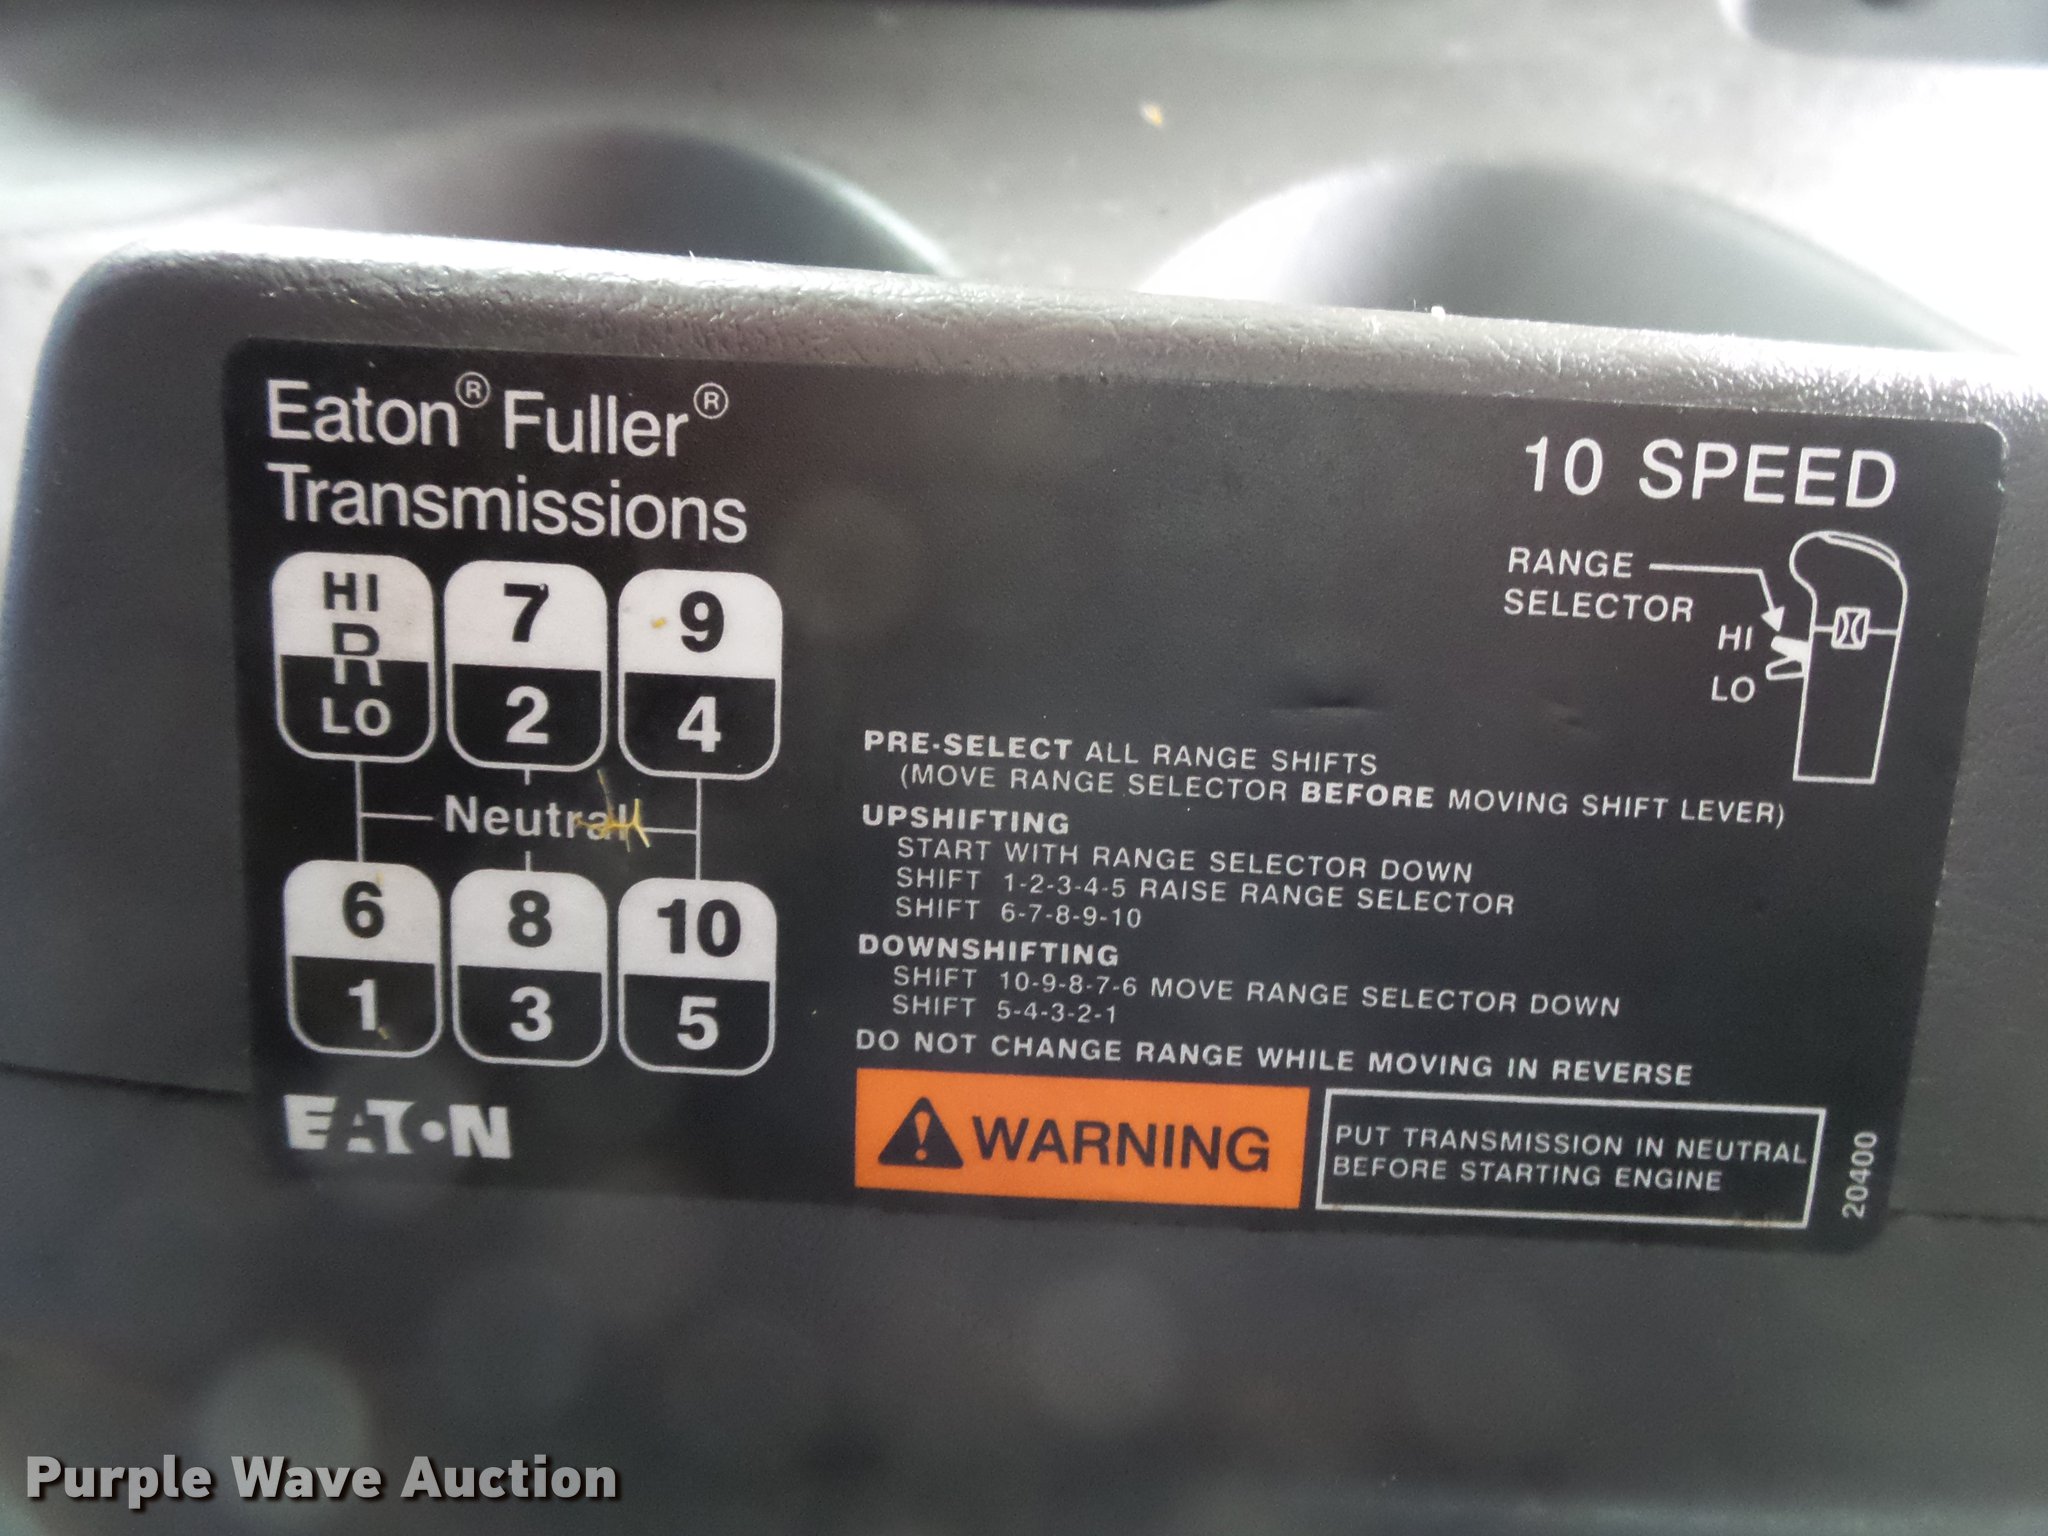 Eaton® Fuller®
Transmissions
10 SPEED
RANGE
SELECTOR
HI
LO
HI
R
LO
7
2
9
4
Neutral
6
1
8
3
10
5
PRE-SELECT ALL RANGE SHIFTS
(MOVE RANGE SELECTOR BEFORE MOVING SHIFT LEVER)
UPSHIFTING
START WITH RANGE SELECTOR DOWN
SHIFT 1-2-3-4-5 RAISE RANGE SELECTOR
SHIFT 6-7-8-9-10
DOWNSHIFTING
SHIFT 10-9-8-7-6 MOVE RANGE SELECTOR DOWN
SHIFT 5-4-3-2-1
DO NOT CHANGE RANGE WHILE MOVING IN REVERSE
WARNING
PUT TRANSMISSION IN NEUTRAL
BEFORE STARTING ENGINE
20400
EATON
Purple Wave Auction